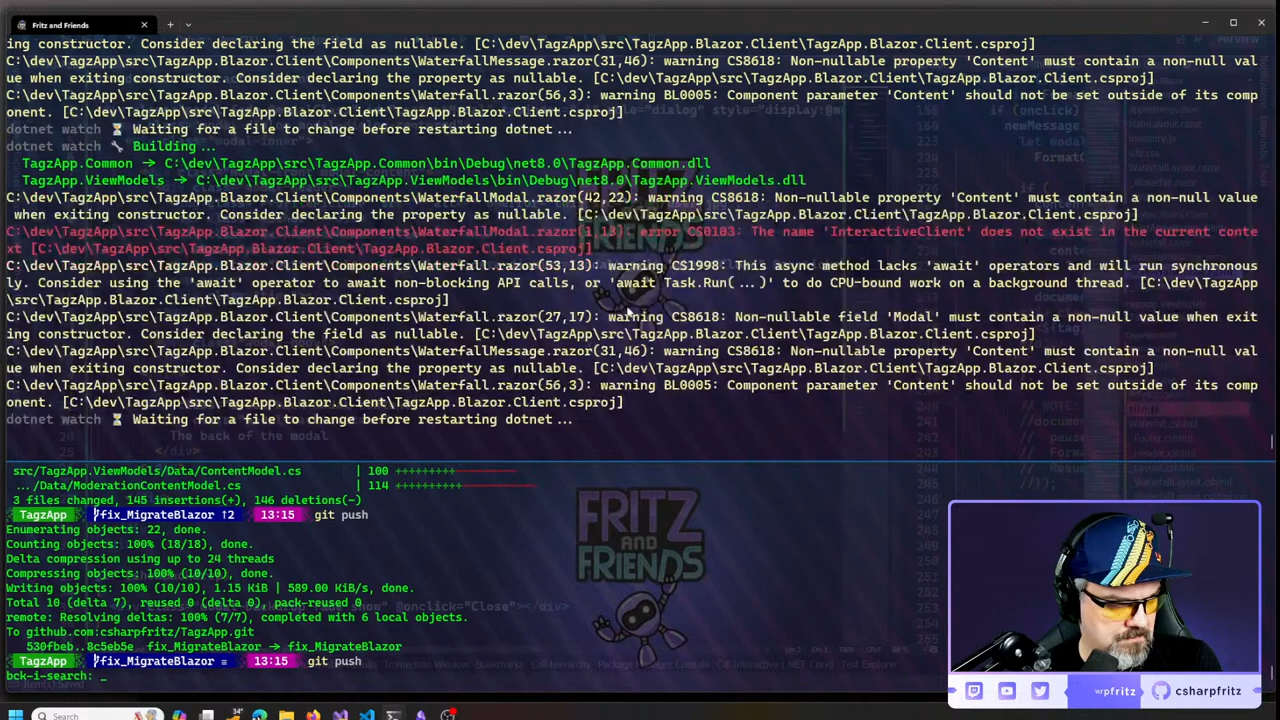 Fritz and Friends
ing constructor. Consider declaring the field as nullable. [C:\dev\TagzApp\src\TagzApp.Blazor.Client\TagzApp.Blazor.Client.csproj]
C:\dev\TagzApp\src\TagzApp.Blazor.Client\Components\WaterfallMessage.razor(31,46): warning CS8618: Non-nullable property 'Content' must contain a non-null val
ue when exiting constructor. Consider declaring the property as nullable. [C:\dev\TagzApp\src\TagzApp.Blazor.Client\TagzApp.Blazor.Client.csproj]
C:\dev\TagzApp\src\TagzApp.Blazor.Client\Components\Waterfall.razor(56,3): warning BL0005: Component parameter 'Content' should not be set outside of its comp
onent. [C:\dev\TagzApp\src\TagzApp.Blazor.Client\TagzApp.Blazor.Client.csproj]
dotnet watch ⏳ Waiting for a file to change before restarting dotnet...
dotnet watch 🔧 Building...
TagzApp.Common → C:\dev\TagzApp\src\TagzApp.Common\bin\Debug\net8.0\TagzApp.Common.dll
TagzApp.ViewModels → C:\dev\TagzApp\src\TagzApp.ViewModels\bin\Debug\net8.0\TagzApp.ViewModels.dll
C:\dev\TagzApp\src\TagzApp.Blazor.Client\Components\WaterfallModal.razor(42,22): warning CS8618: Non-nullable property 'Content' must contain a non-null value
when exiting constructor. Consider declaring the property as nullable. [C:\dev\TagzApp\src\TagzApp.Blazor.Client\TagzApp.Blazor.Client.csproj]
C:\dev\TagzApp\src\TagzApp.Blazor.Client\Components\WaterfallModal.razor(1,13): error CS0103: The name 'InteractiveClient' does not exist in the current conte
xt [C:\dev\TagzApp\src\TagzApp.Blazor.Client\TagzApp.Blazor.Client.csproj]
C:\dev\TagzApp\src\TagzApp.Blazor.Client\Components\Waterfall.razor(53,13): warning CS1998: This async method lacks 'await' operators and will run synchronous
ly. Consider using the 'await' operator to await non-blocking API calls, or 'await Task.Run(...)' to do CPU-bound work on a background thread. [C:\dev\TagzApp
\src\TagzApp.Blazor.Client\TagzApp.Blazor.Client.csproj]
C:\dev\TagzApp\src\TagzApp.Blazor.Client\Components\Waterfall.razor(27,17): warning CS8618: Non-nullable field 'Modal' must contain a non-null value when exit
ing constructor. Consider declaring the field as nullable. [C:\dev\TagzApp\src\TagzApp.Blazor.Client\TagzApp.Blazor.Client.csproj]
C:\dev\TagzApp\src\TagzApp.Blazor.Client\Components\WaterfallMessage.razor(31,46): warning CS8618: Non-nullable property 'Content' must contain a non-null val
ue when exiting constructor. Consider declaring the property as nullable. [C:\dev\TagzApp\src\TagzApp.Blazor.Client\TagzApp.Blazor.Client.csproj]
C:\dev\TagzApp\src\TagzApp.Blazor.Client\Components\Waterfall.razor(56,3): warning BL0005: Component parameter 'Content' should not be set outside of its comp
onent. [C:\dev\TagzApp\src\TagzApp.Blazor.Client\TagzApp.Blazor.Client.csproj]
dotnet watch ⏳ Waiting for a file to change before restarting dotnet...
The back of the modal
src/TagzApp.ViewModels/Data/ContentModel.cs | 100 +++++++++---------
.../Data/ModerationContentModel.cs | 114 ++++++++++-----------
3 files changed, 145 insertions(+), 146 deletions(-)
TagzApp fix_MigrateBlazor ↑2 13:15 git push
Enumerating objects: 22, done.
Counting objects: 100% (18/18), done.
Delta compression using up to 24 threads
Compressing objects: 100% (10/10), done.
Writing objects: 100% (10/10), 1.15 KiB | 589.00 KiB/s, done.
Total 10 (delta 7), reused 0 (delta 0), pack-reused 0
remote: Resolving deltas: 100% (7/7), completed with 6 local objects.
To github.com:csharpfritz/TagzApp.git
530fbeb..8c5eb5e fix_MigrateBlazor → fix_MigrateBlazor
TagzApp fix_MigrateBlazor ≡ 13:15 git push
bck-i-search: _
FRITZ
AND
FRIENDS
csharpfritz
Search